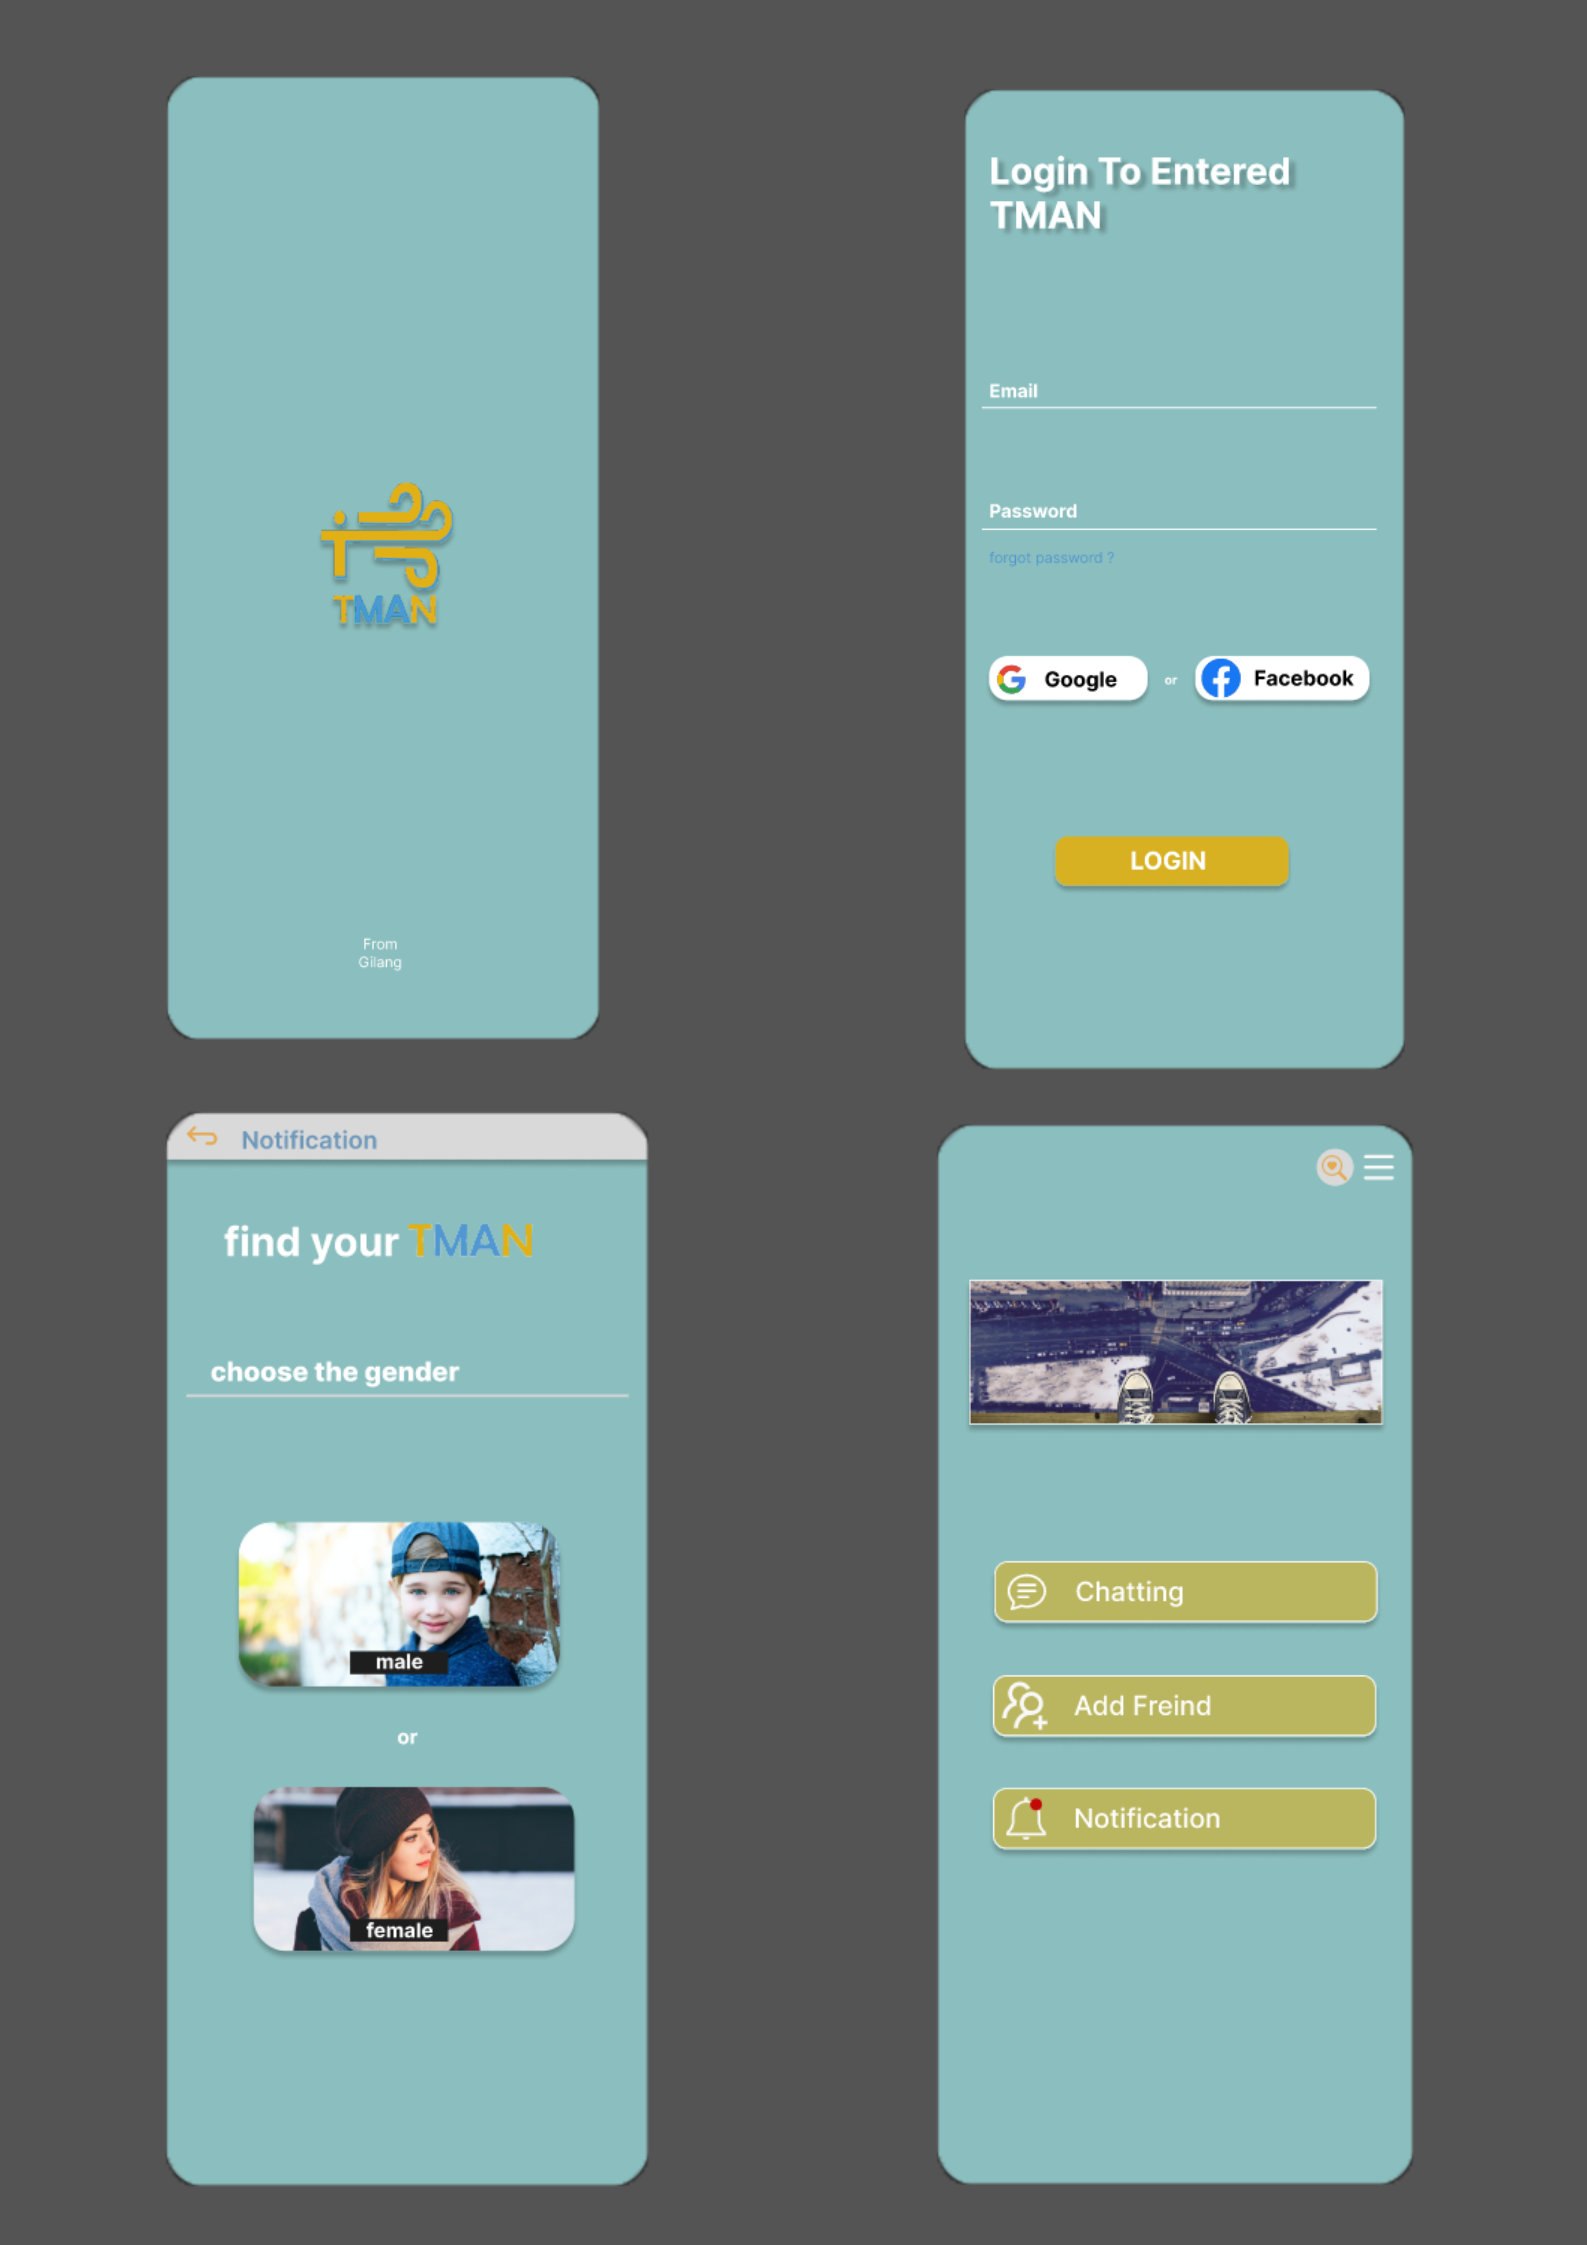 TMAN
From
Gilang
Login To Entered
TMAN
Email
Password
forgot password ?
Google or Facebook
LOGIN
Notification
find your TMAN
choose the gender
male
or
female
Chatting
Add Freind
Notification